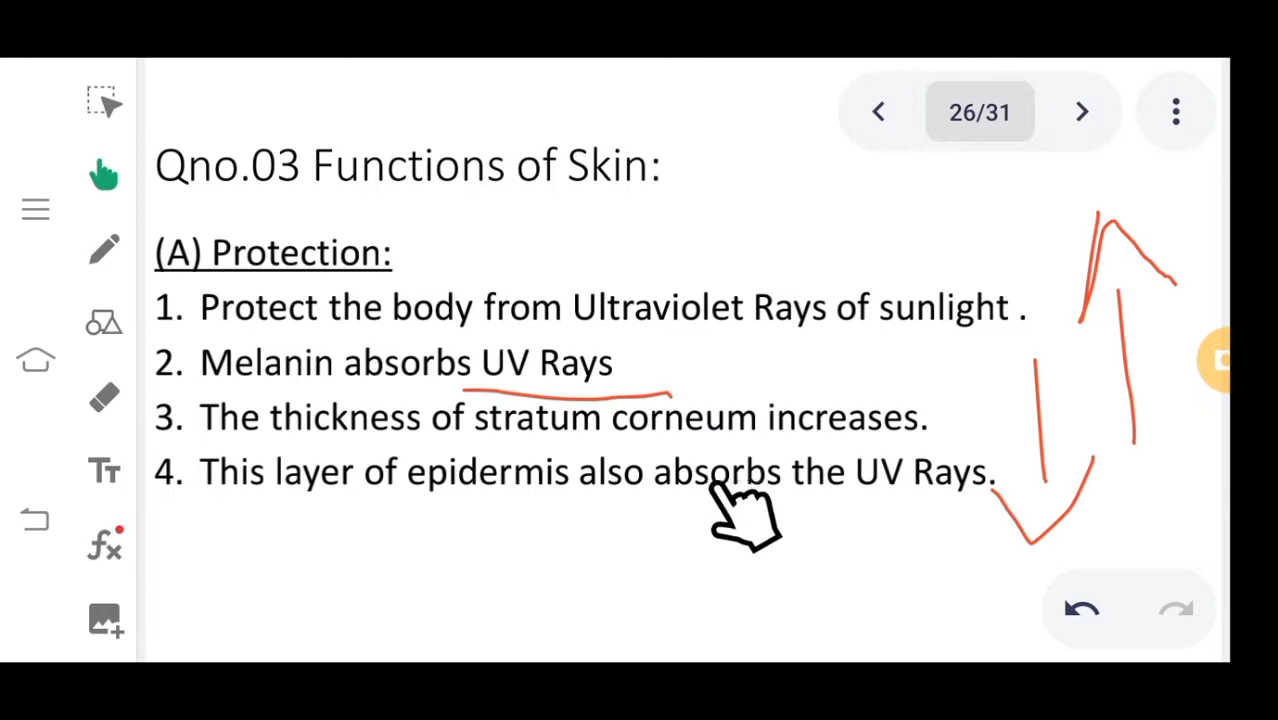 26/31
Qno.03 Functions of Skin:
(A) Protection:
1. Protect the body from Ultraviolet Rays of sunlight .
2. Melanin absorbs UV Rays
3. The thickness of stratum corneum increases.
4. This layer of epidermis also absorbs the UV Rays.
TT
fx